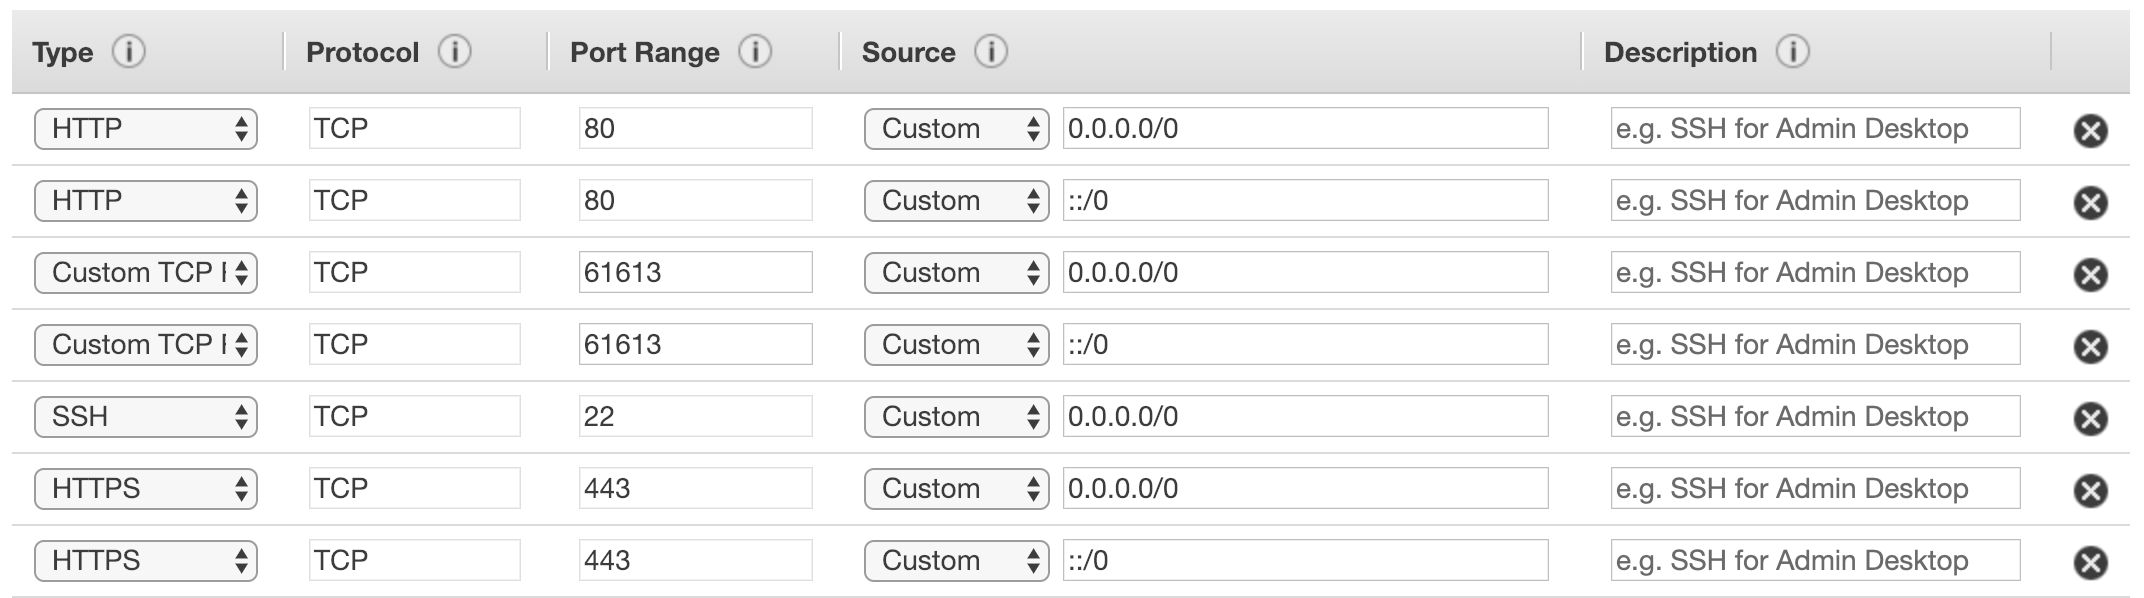 Type Protocol Port Range Source Description
HTTP TCP 80 Custom 0.0.0.0/0 e.g. SSH for Admin Desktop
HTTP TCP 80 Custom ::/0 e.g. SSH for Admin Desktop
Custom TCP TCP 61613 Custom 0.0.0.0/0 e.g. SSH for Admin Desktop
Custom TCP TCP 61613 Custom ::/0 e.g. SSH for Admin Desktop
SSH TCP 22 Custom 0.0.0.0/0 e.g. SSH for Admin Desktop
HTTPS TCP 443 Custom 0.0.0.0/0 e.g. SSH for Admin Desktop
HTTPS TCP 443 Custom ::/0 e.g. SSH for Admin Desktop